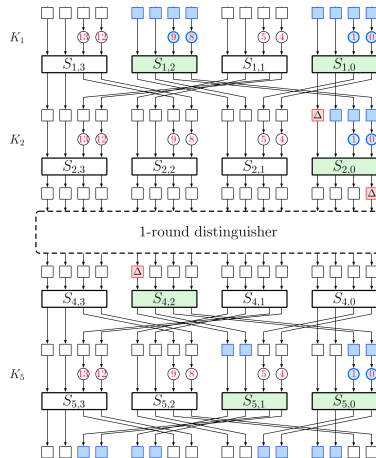 K₁ 13 12 9 8 5 4 1 0
S₁,₃ S₁,₂ S₁,₁ S₁,₀
Δ
K₂ 13 12 9 8 5 4 1 0
S₂,₃ S₂,₂ S₂,₁ S₂,₀
Δ
1-round distinguisher
Δ
S₄,₃ S₄,₂ S₄,₁ S₄,₀
K₅ 13 12 9 8 5 4 1 0
S₅,₃ S₅,₂ S₅,₁ S₅,₀